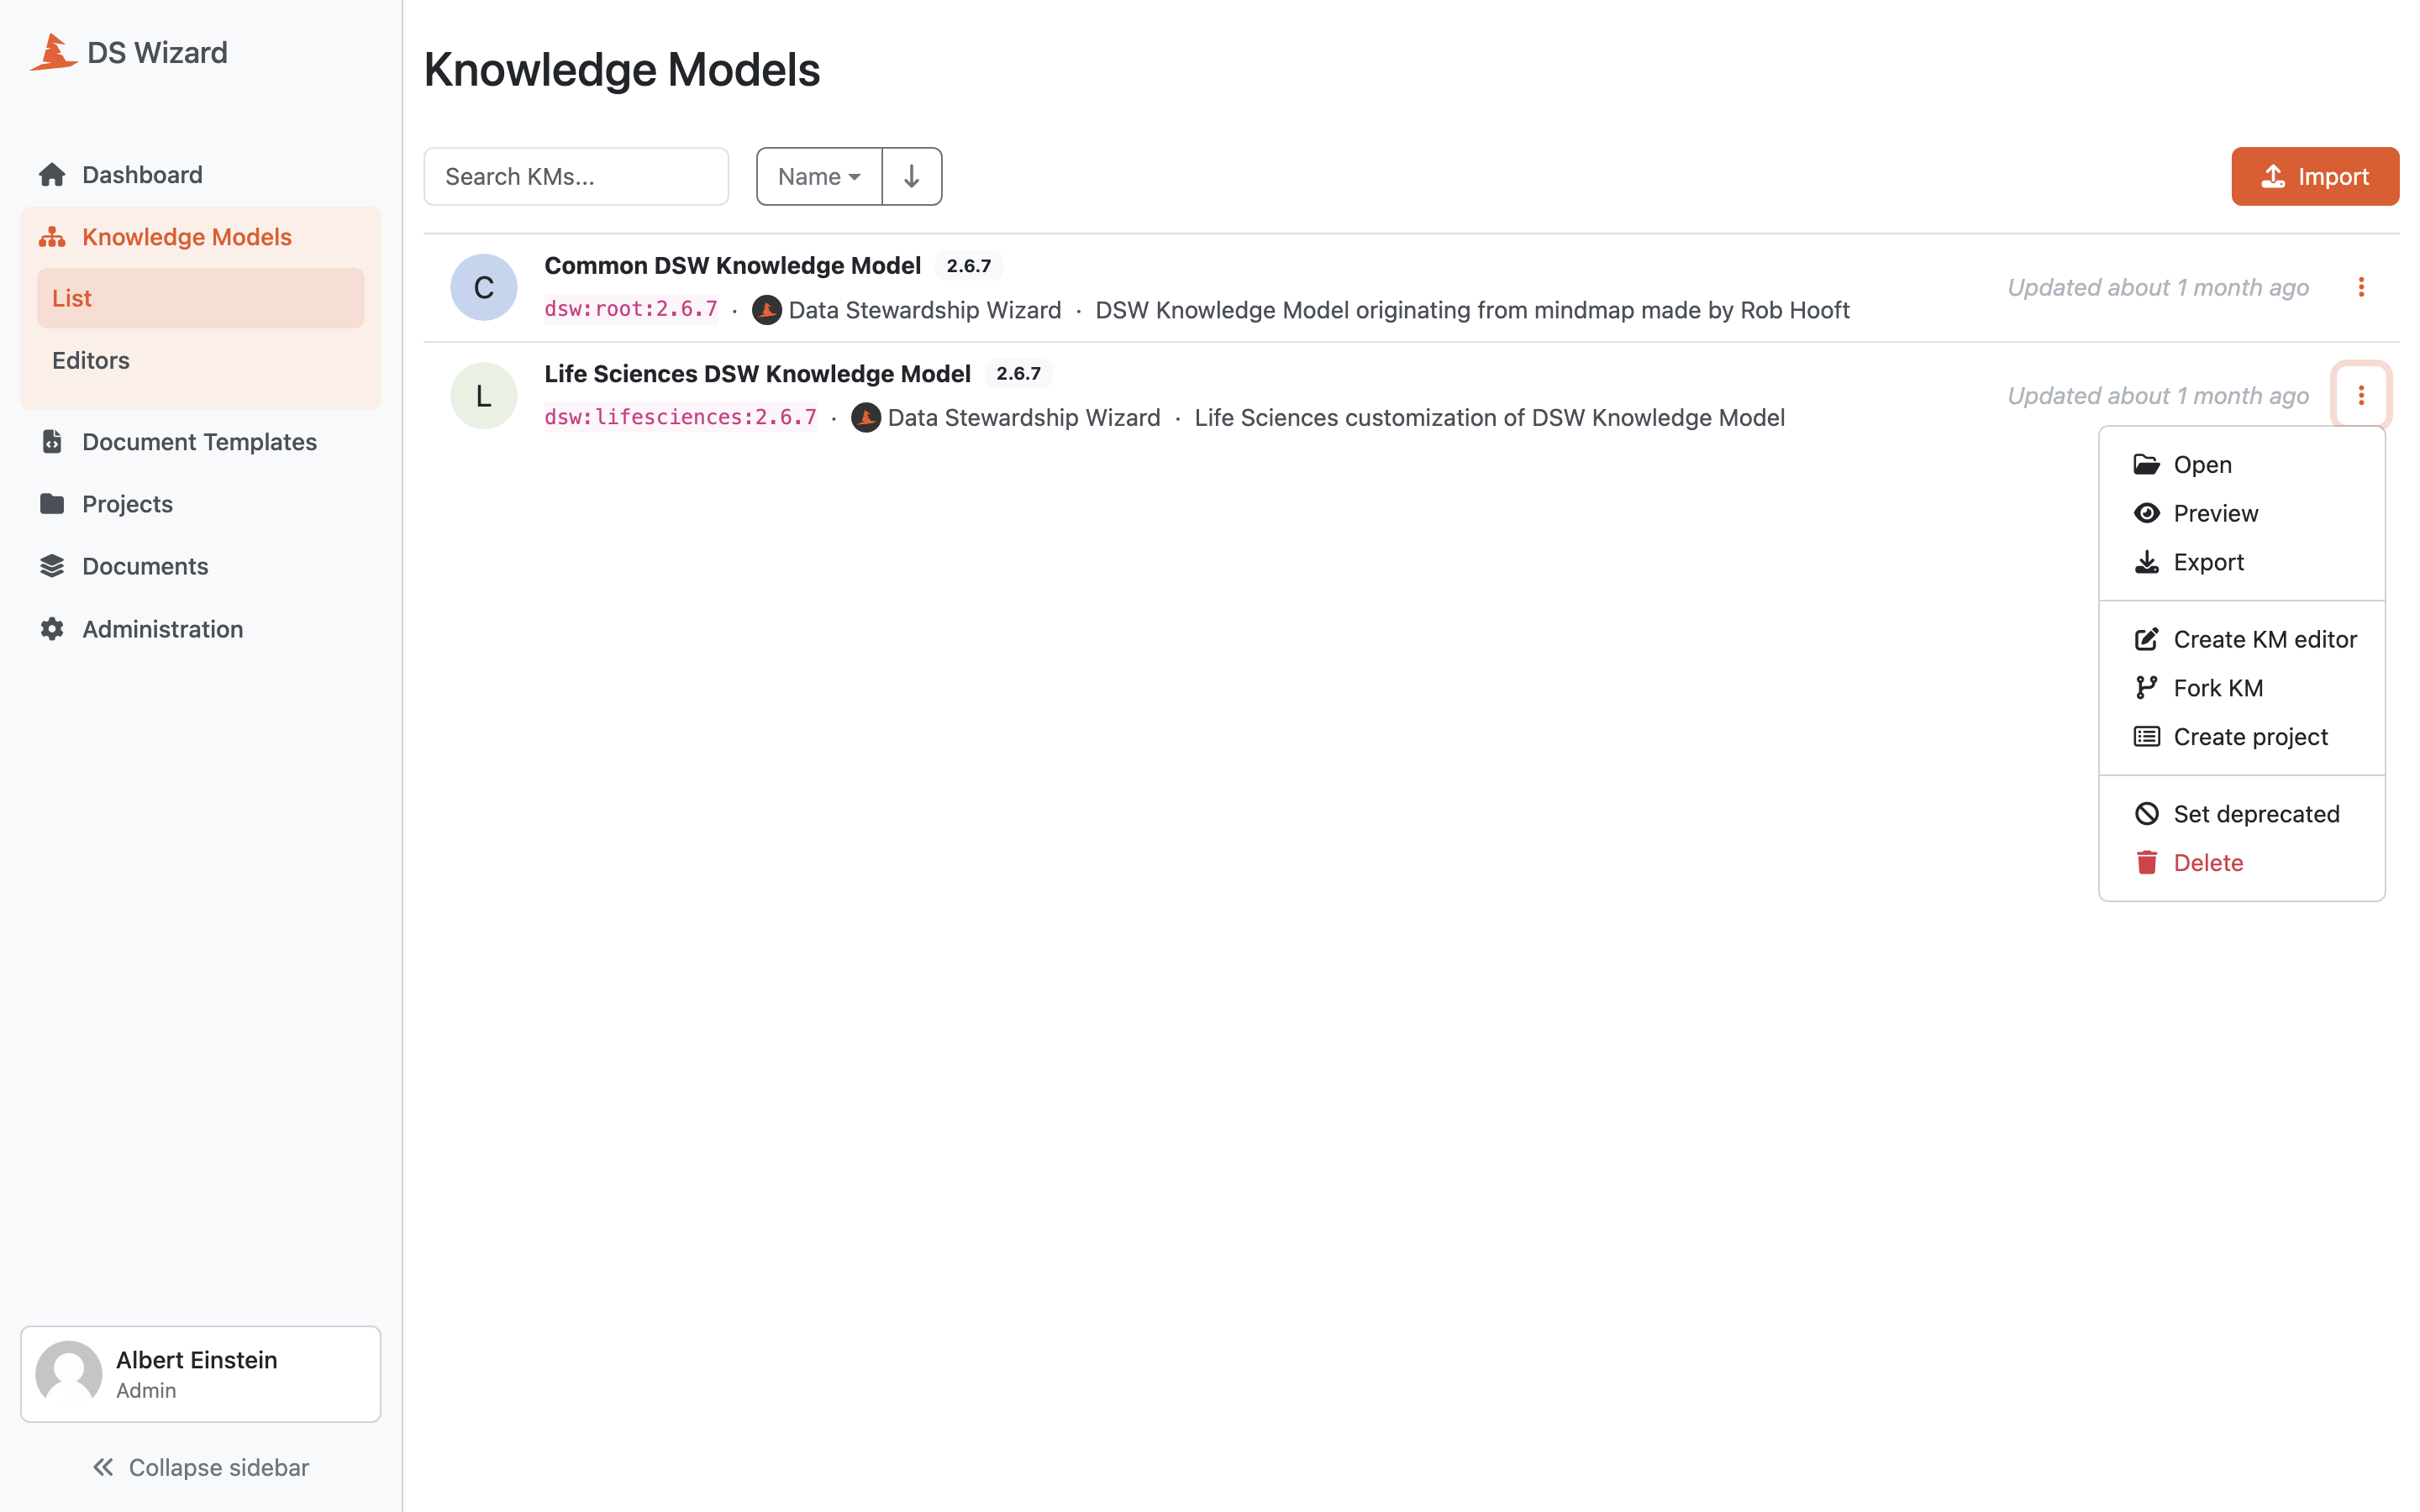 DS Wizard
Dashboard
Knowledge Models
List
Editors
Document Templates
Projects
Documents
Administration
Albert Einstein
Admin
Collapse sidebar
Knowledge Models
Search KMs...
Name
Import
C
Common DSW Knowledge Model 2.6.7
dsw:root:2.6.7 · Data Stewardship Wizard · DSW Knowledge Model originating from mindmap made by Rob Hooft
Updated about 1 month ago
L
Life Sciences DSW Knowledge Model 2.6.7
dsw:lifesciences:2.6.7 · Data Stewardship Wizard · Life Sciences customization of DSW Knowledge Model
Updated about 1 month ago
Open
Preview
Export
Create KM editor
Fork KM
Create project
Set deprecated
Delete